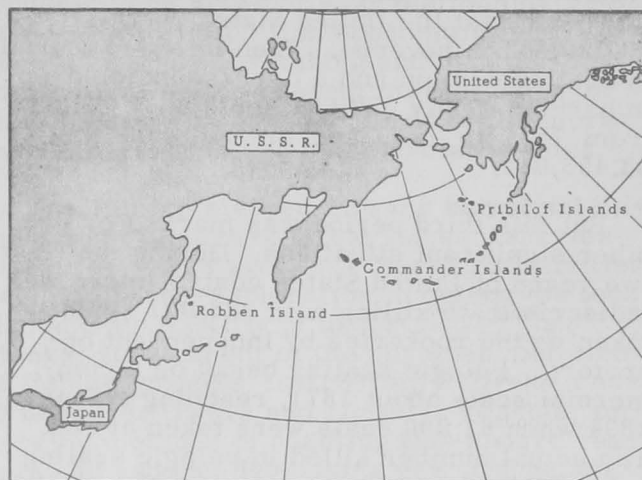 United States
U. S. S. R.
Pribilof Islands
Commander Islands
Robben Island
Japan